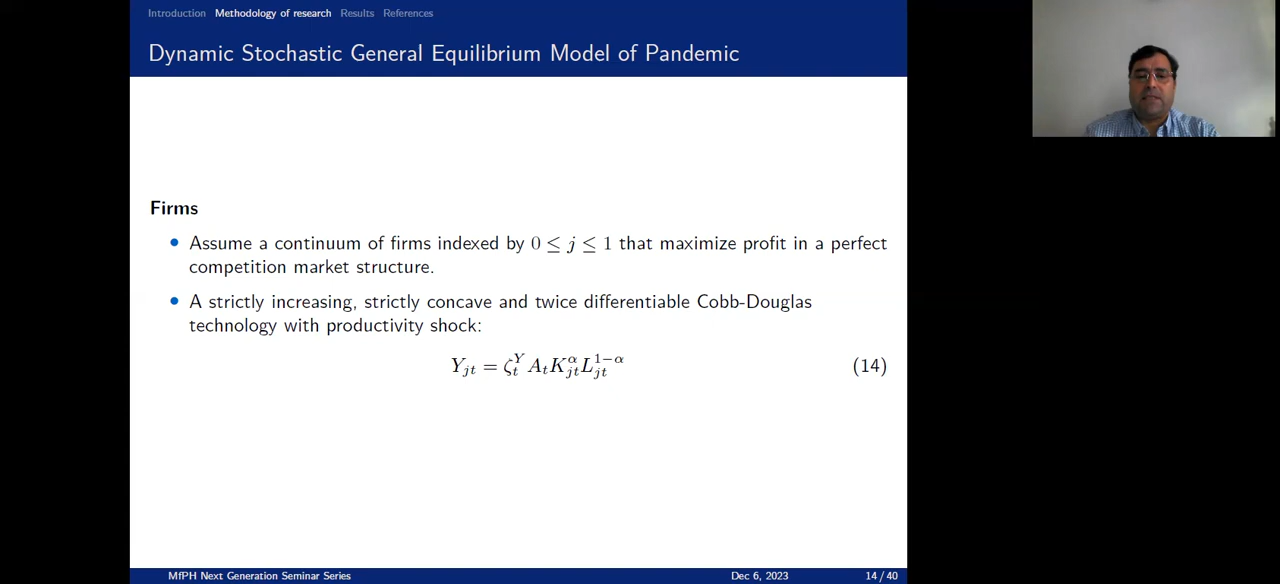 Introduction Methodology of research Results References
Dynamic Stochastic General Equilibrium Model of Pandemic
Firms
• Assume a continuum of firms indexed by 0 ≤ j ≤ 1 that maximize profit in a perfect
competition market structure.
• A strictly increasing, strictly concave and twice differentiable Cobb-Douglas
technology with productivity shock:
Y_{jt} = ζ_t^Y A_t K_{jt}^α L_{jt}^{1−α} (14)
MfPH Next Generation Seminar Series Dec 6, 2023 14 / 40